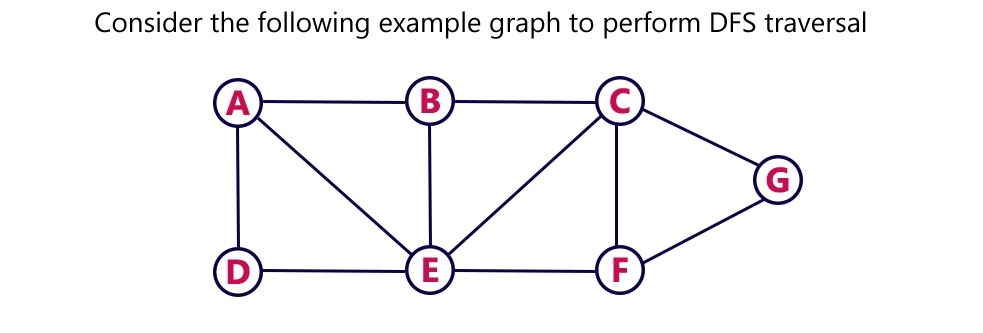 Consider the following example graph to perform DFS traversal
A B C
G
D E F